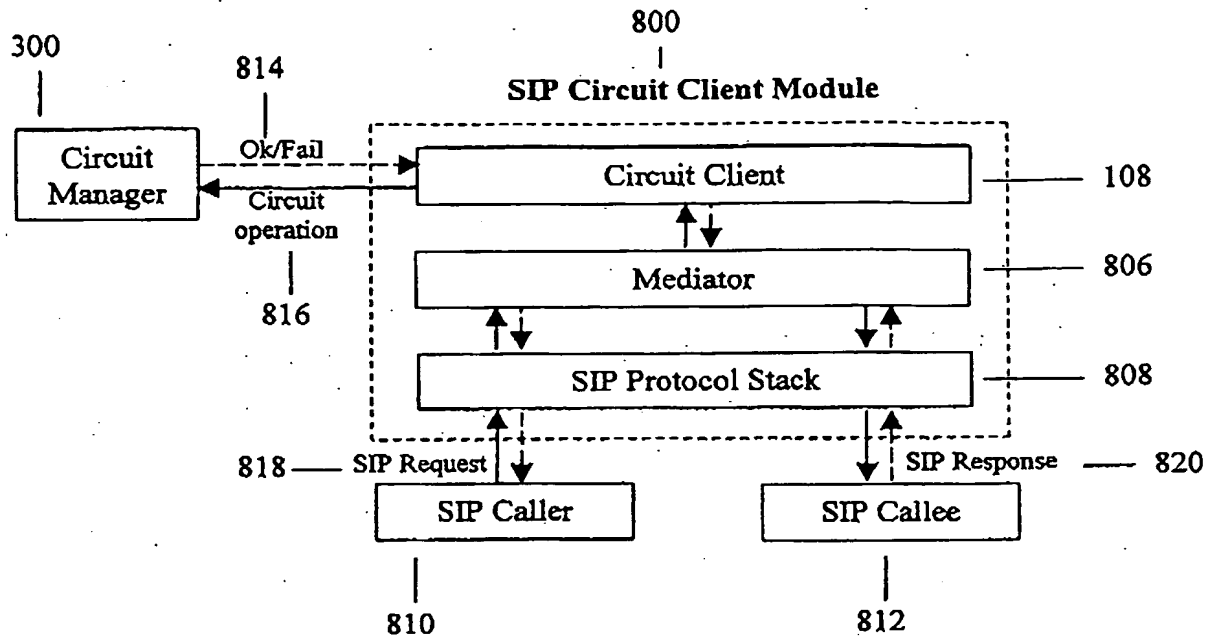 800
300
814
SIP Circuit Client Module
Ok/Fail
Circuit
Manager
Circuit Client
108
Circuit
operation
Mediator
806
816
SIP Protocol Stack
808
818
SIP Request
SIP Response
820
SIP Caller
SIP Callee
810
812